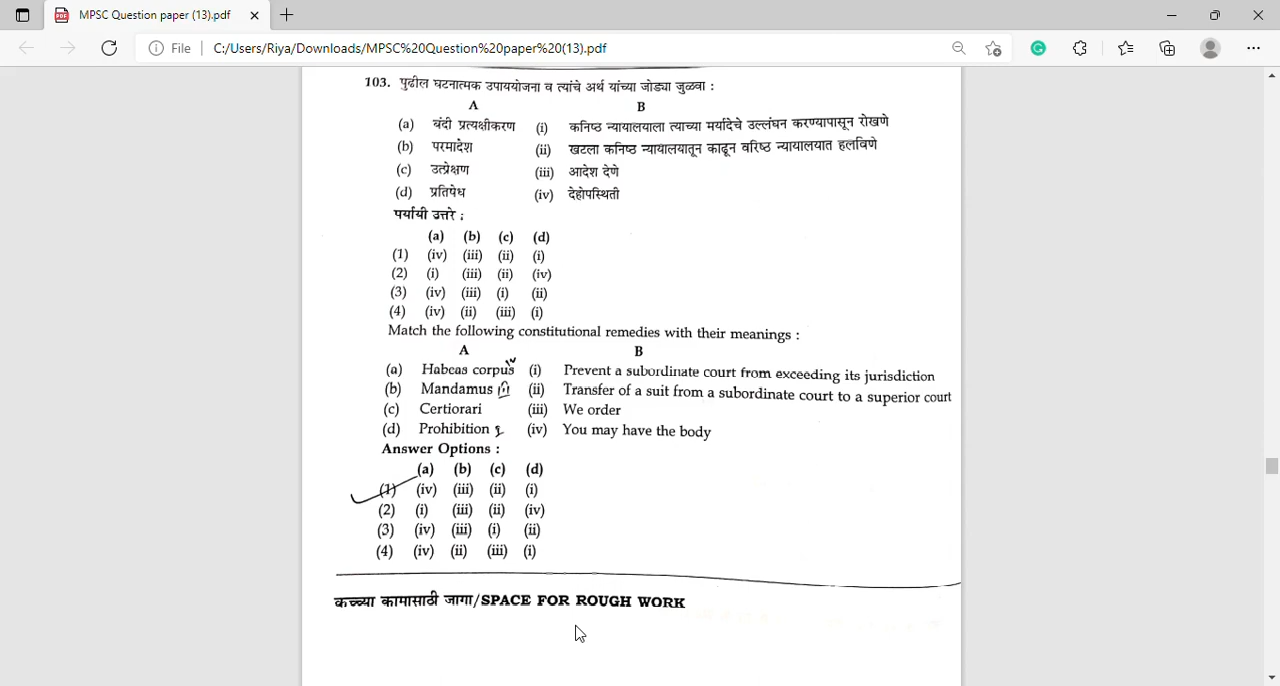 MPSC Question paper (13).pdf
File C:/Users/Riya/Downloads/MPSC%20Question%20paper%20(13).pdf
103. पुढील घटनात्मक उपाययोजना व त्यांचे अर्थ यांच्या जोड्या जुळवा :
A B
(a) बंदी प्रत्यक्षीकरण (i) कनिष्ठ न्यायालयाला त्याच्या मर्यादेचे उल्लंघन करण्यापासून रोखणे
(b) परमादेश (ii) खटला कनिष्ठ न्यायालयातून काढून वरिष्ठ न्यायालयात हलविणे
(c) उत्प्रेक्षण (iii) आदेश देणे
(d) प्रतिषेध (iv) देहोपस्थिती
पर्यायी उत्तरे :
(a) (b) (c) (d)
(1) (iv) (iii) (ii) (i)
(2) (i) (iii) (ii) (iv)
(3) (iv) (iii) (i) (ii)
(4) (iv) (ii) (iii) (i)
Match the following constitutional remedies with their meanings :
A B
(a) Habeas corpus (i) Prevent a subordinate court from exceeding its jurisdiction
(b) Mandamus (ii) Transfer of a suit from a subordinate court to a superior court
(c) Certiorari (iii) We order
(d) Prohibition (iv) You may have the body
Answer Options :
(a) (b) (c) (d)
(1) (iv) (iii) (ii) (i)
(2) (i) (iii) (ii) (iv)
(3) (iv) (iii) (i) (ii)
(4) (iv) (ii) (iii) (i)
कच्च्या कामासाठी जागा/SPACE FOR ROUGH WORK